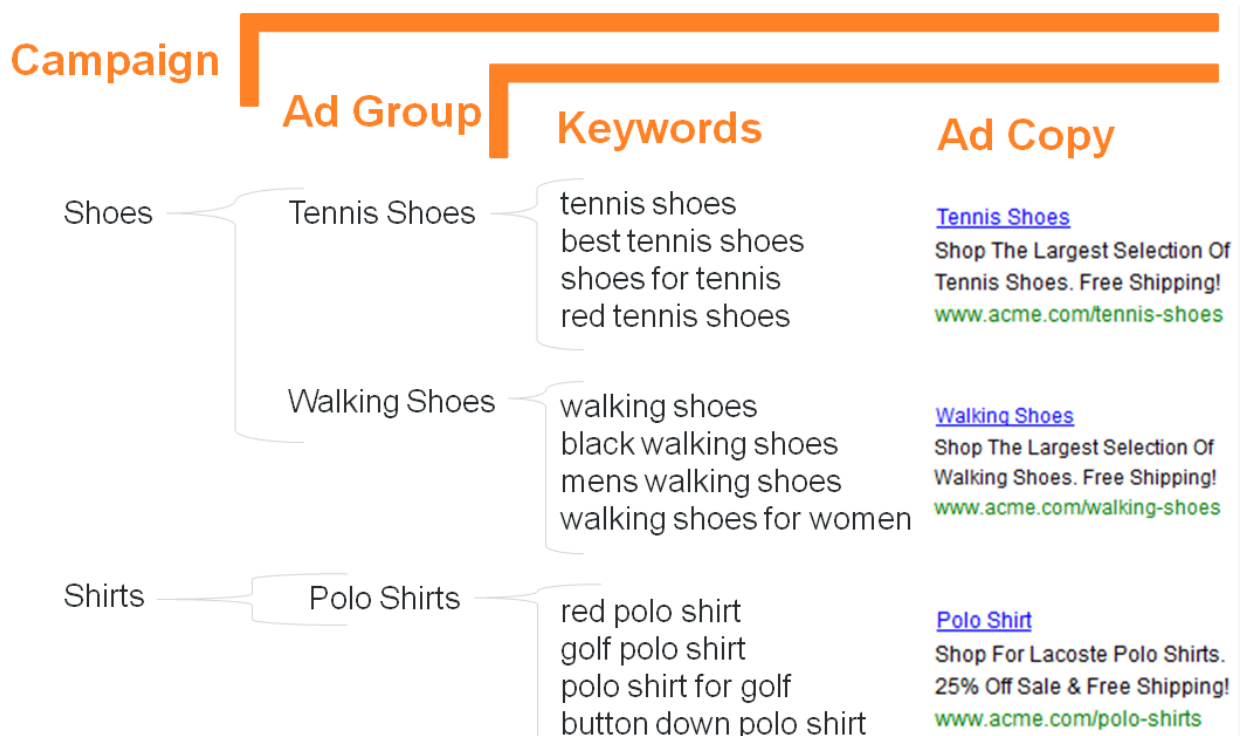 Campaign
Ad Group
Keywords
Ad Copy
Shoes
Tennis Shoes
tennis shoes
best tennis shoes
shoes for tennis
red tennis shoes
Tennis Shoes
Shop The Largest Selection Of
Tennis Shoes. Free Shipping!
www.acme.com/tennis-shoes
Walking Shoes
walking shoes
black walking shoes
mens walking shoes
walking shoes for women
Walking Shoes
Shop The Largest Selection Of
Walking Shoes. Free Shipping!
www.acme.com/walking-shoes
Shirts
Polo Shirts
red polo shirt
golf polo shirt
polo shirt for golf
button down polo shirt
Polo Shirt
Shop For Lacoste Polo Shirts.
25% Off Sale & Free Shipping!
www.acme.com/polo-shirts